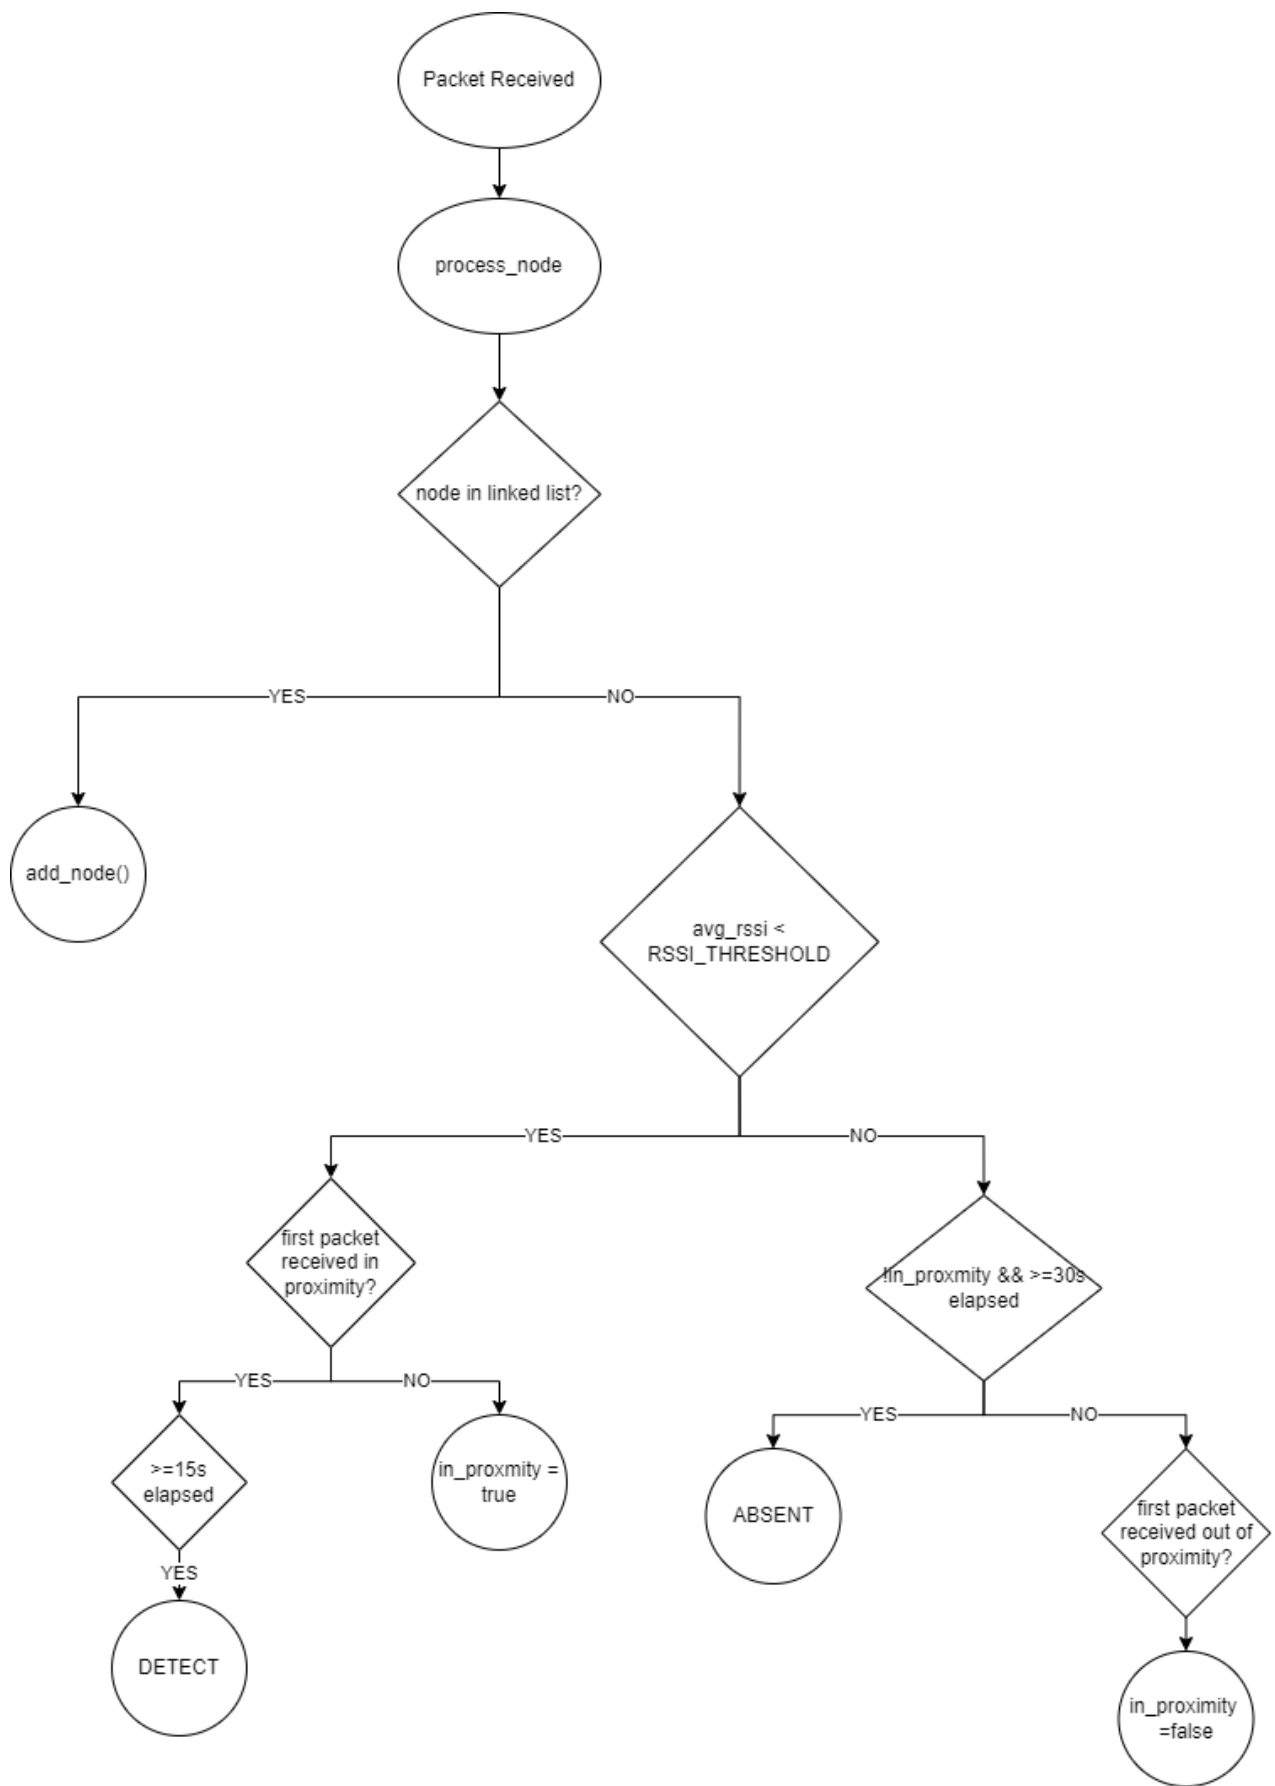 Packet Received
process_node
node in linked list?
YES
NO
add_node()
avg_rssi <
RSSI_THRESHOLD
YES
NO
first packet
received in
proximity?
!in_proxmity && >=30s
elapsed
YES
NO
YES
NO
>=15s
elapsed
in_proxmity =
true
ABSENT
first packet
received out of
proximity?
YES
DETECT
in_proximity
=false